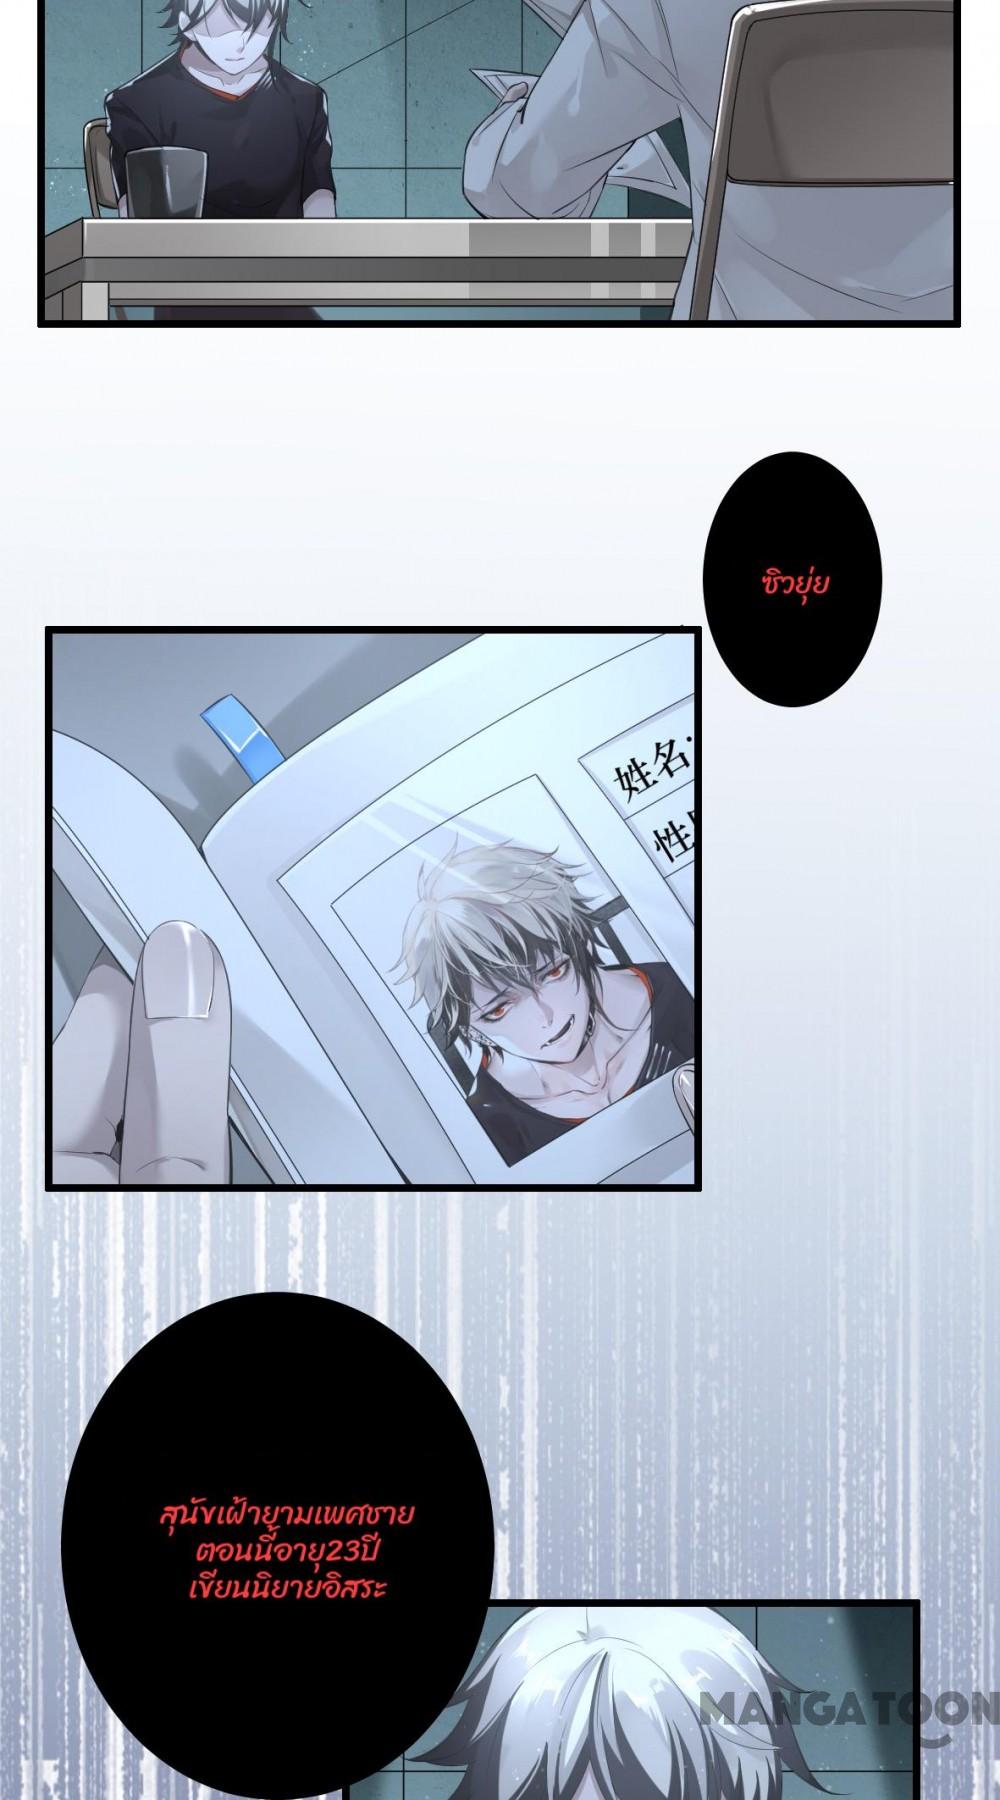 ซิวยุ่ย
姓名:
性
สุนัขเฝ้ายามเพศชาย
ตอนนี้อายุ23ปี
เขียนนิยายอิสระ
MANGATOON